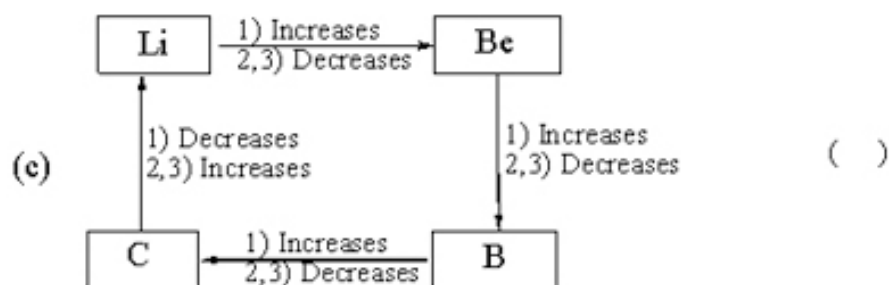 Li
1) Increases
2,3) Decreases
Be
1) Decreases
2,3) Increases
1) Increases
2,3) Decreases
(c)
( )
C
1) Increases
2,3) Decreases
B